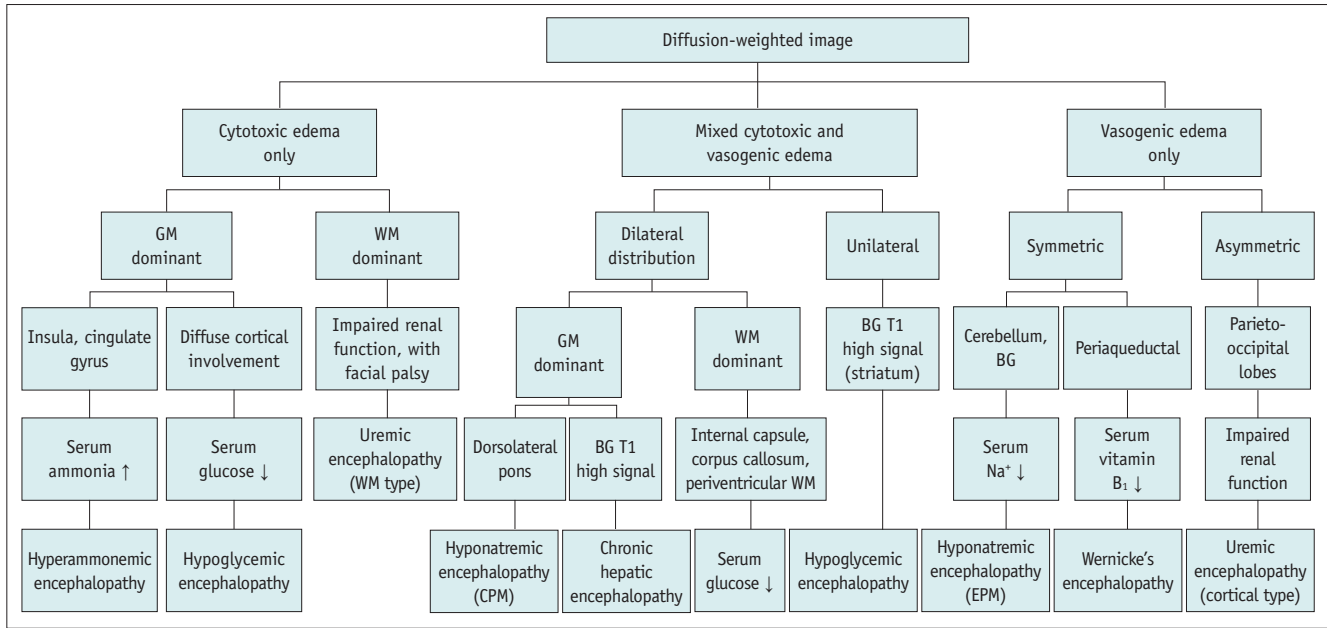 Diffusion-weighted image
Cytotoxic edema
only
Mixed cytotoxic and
vasogenic edema
Vasogenic edema
only
GM
dominant
WM
dominant
Dilateral
distribution
Unilateral
Symmetric
Asymmetric
Insula, cingulate
gyrus
Diffuse cortical
involvement
Impaired renal
function, with
facial palsy
GM
dominant
WM
dominant
BG T1
high signal
(striatum)
Cerebellum,
BG
Periaqueductal
Parieto-
occipital
lobes
Serum
ammonia ↑
Serum
glucose ↓
Uremic
encephalopathy
(WM type)
Dorsolateral
pons
BG T1
high signal
Internal capsule,
corpus callosum,
periventricular WM
Serum
Na⁺ ↓
Serum
vitamin
B₁ ↓
Impaired
renal
function
Hyperammonemic
encephalopathy
Hypoglycemic
encephalopathy
Hyponatremic
encephalopathy
(CPM)
Chronic
hepatic
encephalopathy
Serum
glucose ↓
Hypoglycemic
encephalopathy
Hyponatremic
encephalopathy
(EPM)
Wernicke's
encephalopathy
Uremic
encephalopathy
(cortical type)